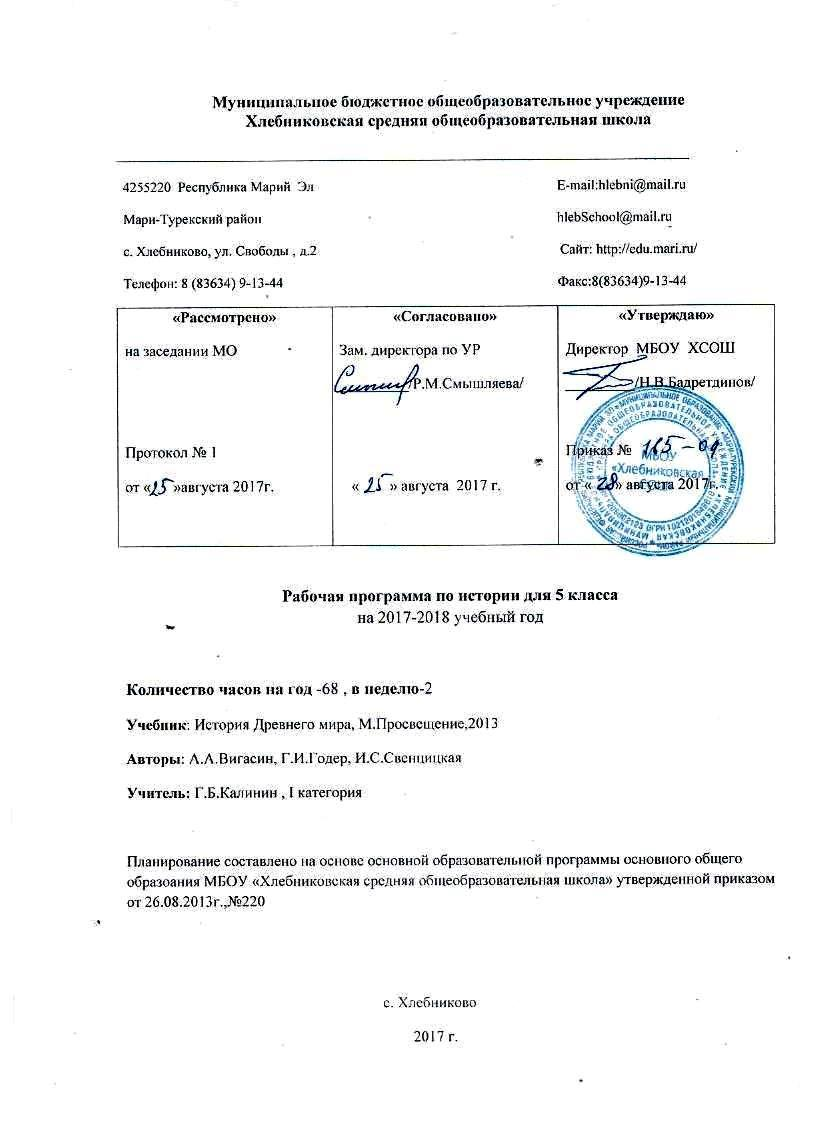 Муниципальное бюджетное общеобразовательное учреждение
Хлебниковская средняя общеобразовательная школа
4255220 Республика Марий Эл
E-mail:hlebni@mail.ru
Мари-Турекский район
hlebSchool@mail.ru
с. Хлебниково, ул. Свободы , д.2
Сайт: http://edu.mari.ru/
Телефон: 8 (83634) 9-13-44
Факс:8(83634)9-13-44
«Рассмотрено»
на заседании МО
Протокол № 1
от «25»августа 2017г.
«Согласовано»
Зам. директора по УР
/Р.М.Смышляева/
« 25 » августа 2017 г.
«Утверждаю»
Директор МБОУ ХСОШ
/Н.В.Бадретдинов/
Приказ № 165-од
от « 28» августа 2017г.
МБОУ
«Хлебниковская
Рабочая программа по истории для 5 класса
на 2017-2018 учебный год
Количество часов на год -68 , в неделю-2
Учебник: История Древнего мира, М.Просвещение,2013
Авторы: А.А.Вигасин, Г.И.Годер, И.С.Свенцицкая
Учитель: Г.Б.Калинин , I категория
Планирование составлено на основе основной образовательной программы основного общего
образоания МБОУ «Хлебниковская средняя общеобразовательная школа» утвержденной приказом
от 26.08.2013г.,№220
с. Хлебниково
2017 г.